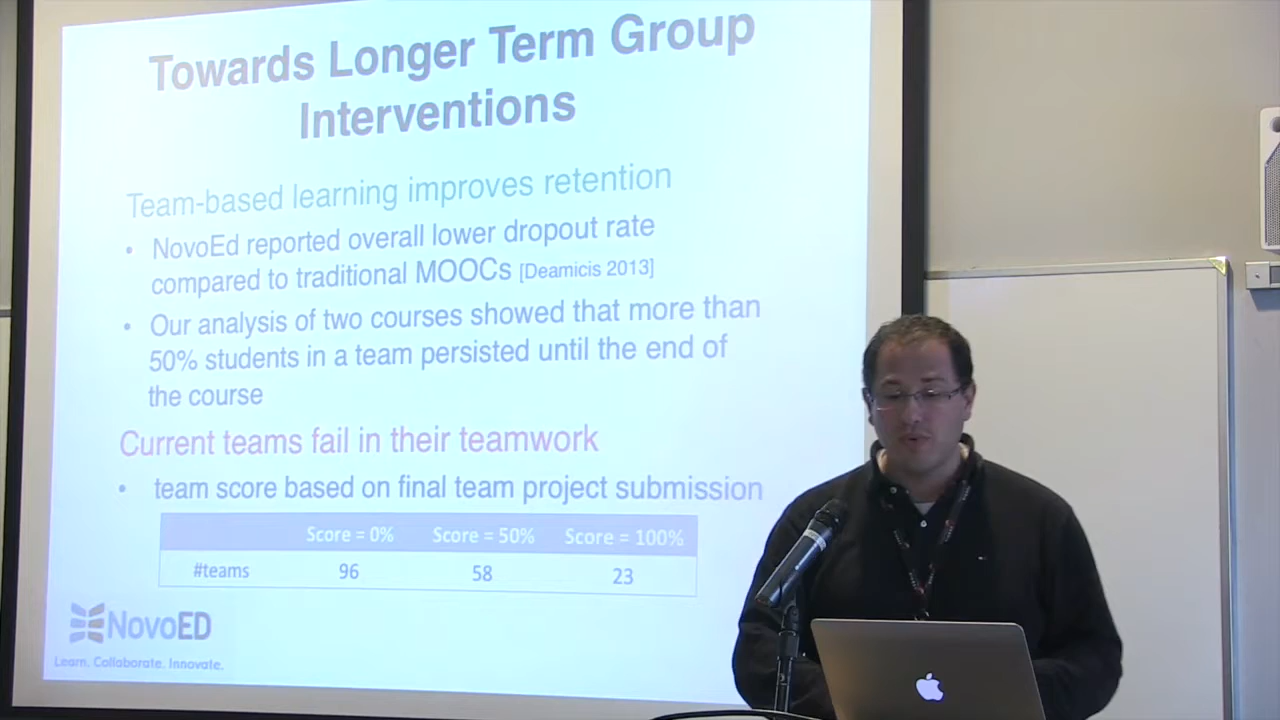 Towards Longer Term Group
Interventions
Team-based learning improves retention
• NovoEd reported overall lower dropout rate
compared to traditional MOOCs [Deamicis 2013]
• Our analysis of two courses showed that more than
50% students in a team persisted until the end of
the course
Current teams fail in their teamwork
• team score based on final team project submission
Score = 0% Score = 50% Score = 100%
#teams 96 58 23
NovoED
Learn. Collaborate. Innovate.